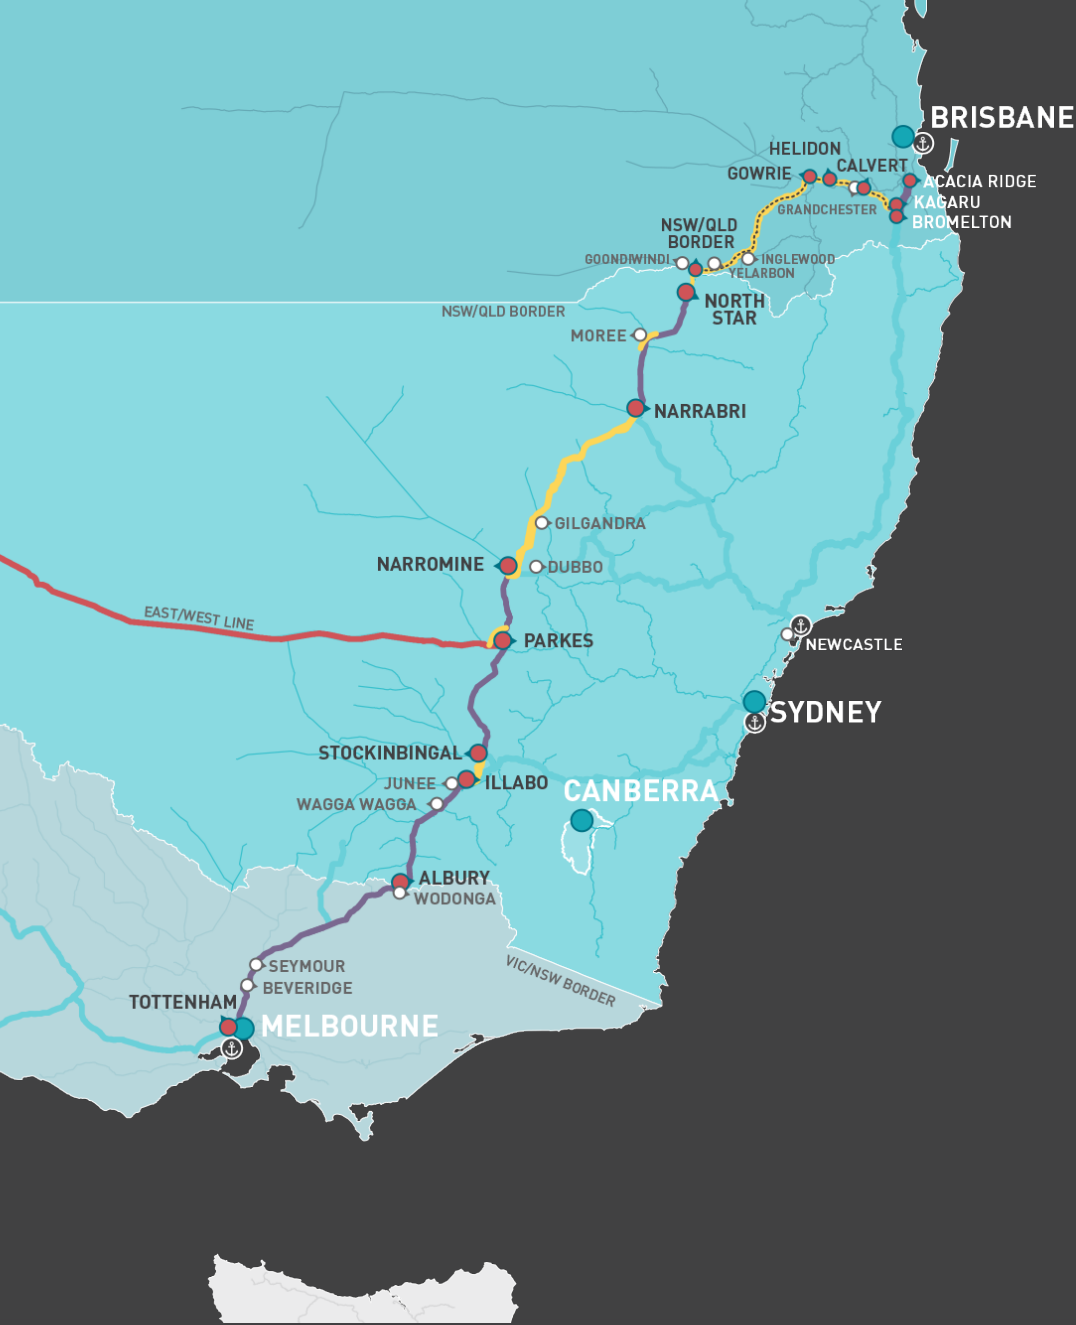 BRISBANE
HELIDON
CALVERT
GOWRIE
ACACIA RIDGE
KAGARU
GRANDCHESTER
BROMELTON
NSW/QLD
BORDER
GOONDIWINDI
INGLEWOOD
YELARBON
NORTH
STAR
NSW/QLD BORDER
MOREE
NARRABRI
GILGANDRA
NARROMINE
DUBBO
EAST/WEST LINE
PARKES
NEWCASTLE
SYDNEY
STOCKINBINGAL
JUNEE
ILLABO
CANBERRA
WAGGA WAGGA
ALBURY
WODONGA
SEYMOUR
VIC/NSW BORDER
BEVERIDGE
TOTTENHAM
MELBOURNE